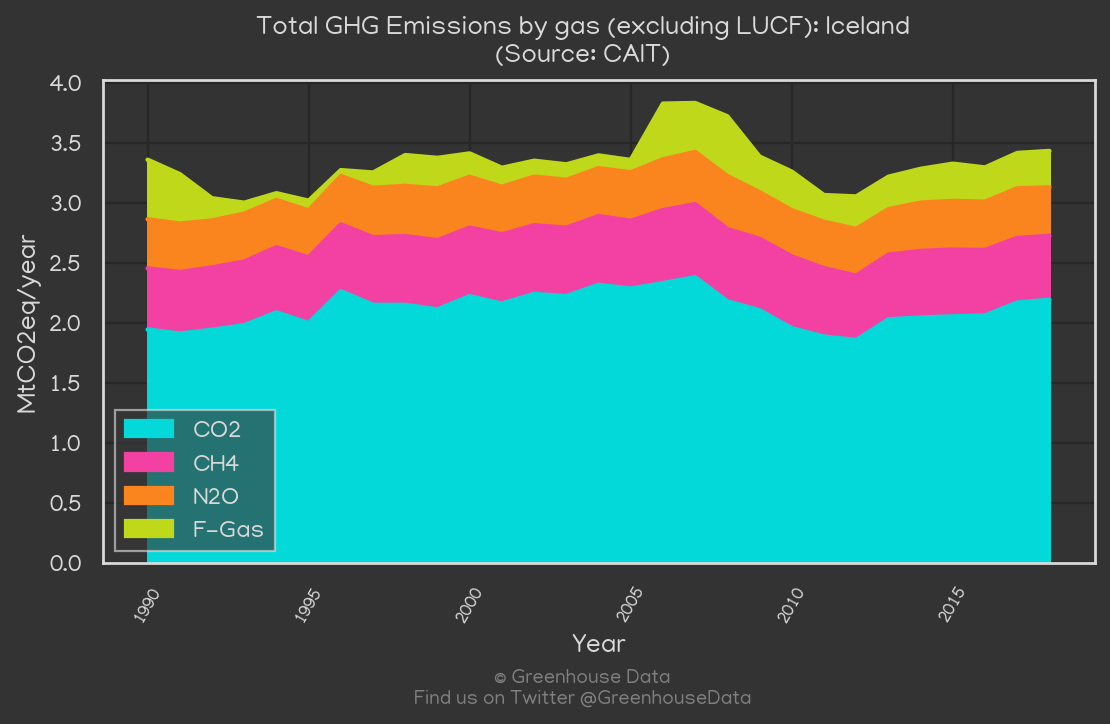 Total GHG Emissions by gas (excluding LUCF): Iceland
(Source: CAIT)
MtCO2eq/year
4.0
3.5
3.0
2.5
2.0
1.5
1.0
0.5
0.0
CO2
CH4
N2O
F-Gas
1990
1995
2000
2005
2010
2015
Year
© Greenhouse Data
Find us on Twitter @GreenhouseData